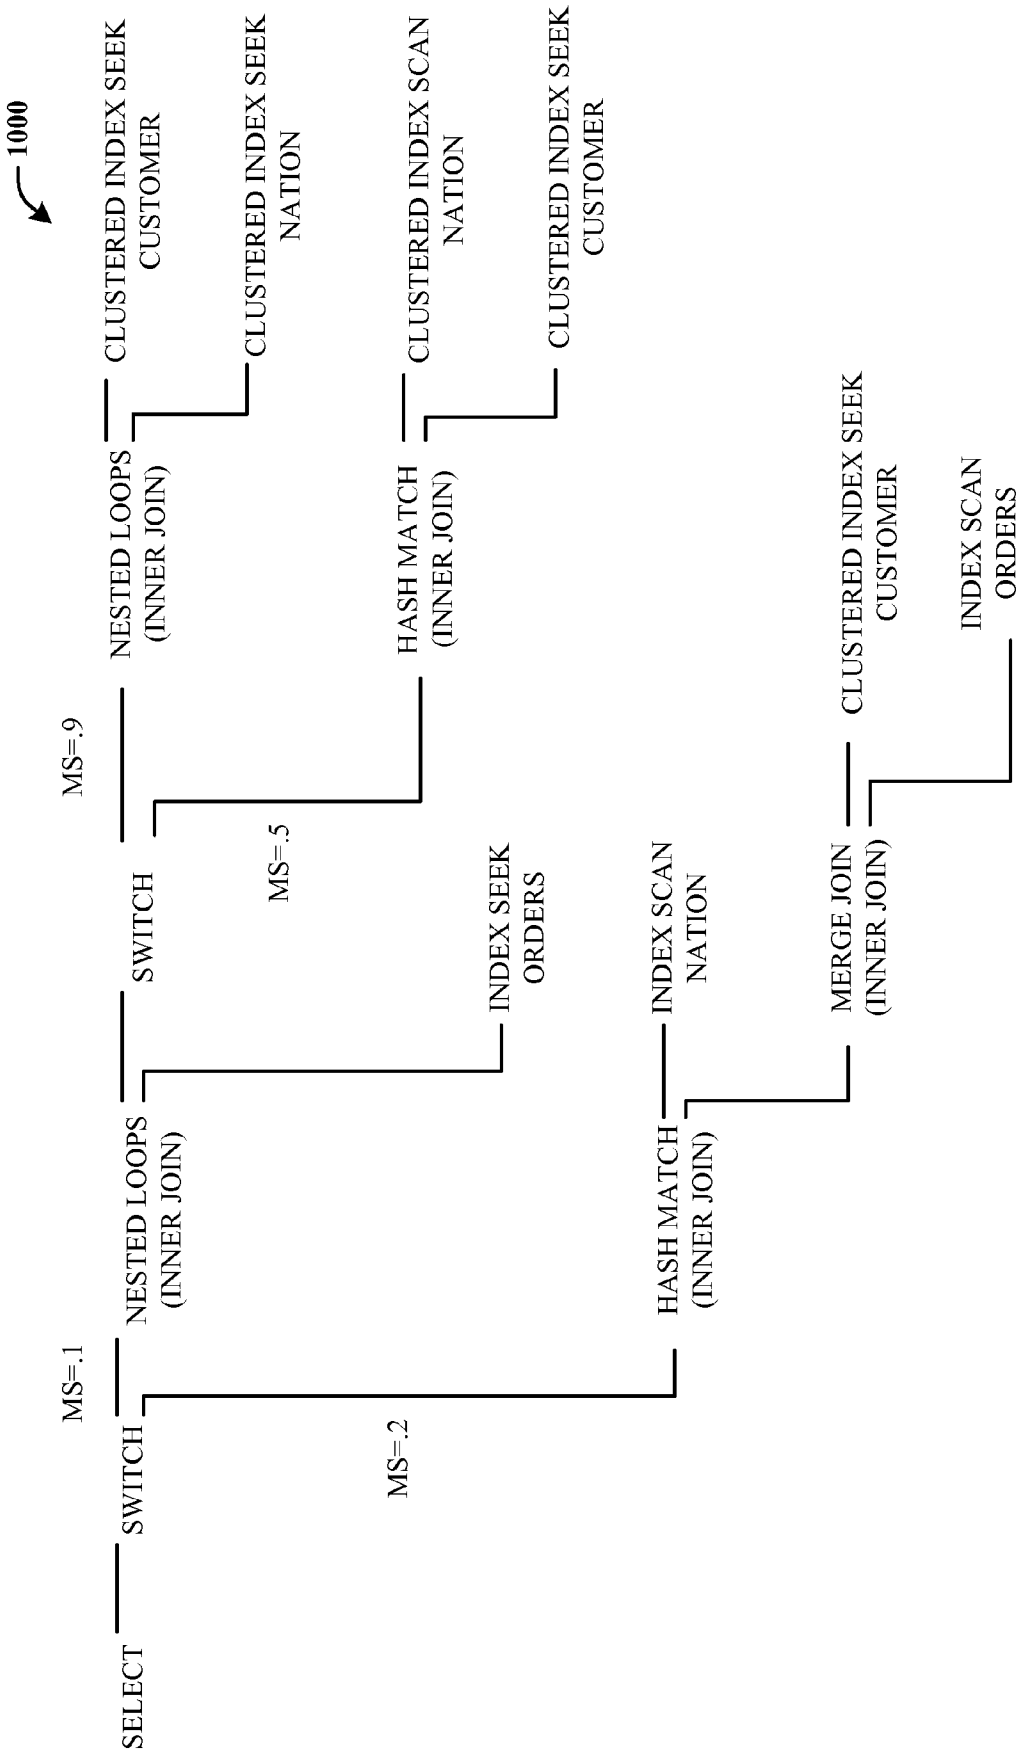 1000
SELECT
SWITCH
MS=.1
MS=.2
NESTED LOOPS
(INNER JOIN)
SWITCH
MS=.9
MS=.5
NESTED LOOPS
(INNER JOIN)
CLUSTERED INDEX SEEK
CUSTOMER
CLUSTERED INDEX SEEK
NATION
HASH MATCH
(INNER JOIN)
CLUSTERED INDEX SCAN
NATION
CLUSTERED INDEX SEEK
CUSTOMER
INDEX SEEK
ORDERS
HASH MATCH
(INNER JOIN)
INDEX SCAN
NATION
MERGE JOIN
(INNER JOIN)
CLUSTERED INDEX SEEK
CUSTOMER
INDEX SCAN
ORDERS